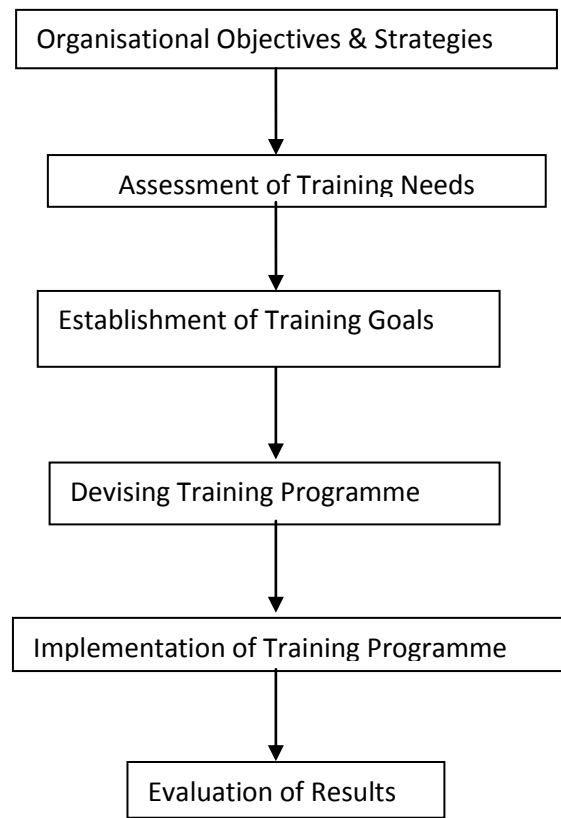 Organisational Objectives & Strategies
Assessment of Training Needs
Establishment of Training Goals
Devising Training Programme
Implementation of Training Programme
Evaluation of Results